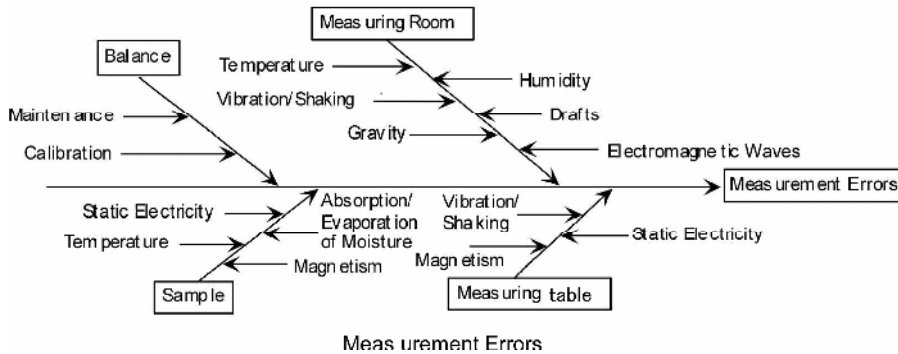 Measuring Room
Balance
Temperature
Humidity
Vibration/Shaking
Maintenance
Drafts
Gravity
Calibration
Electromagnetic Waves
Measurement Errors
Static Electricity
Absorption/
Evaporation
of Moisture
Temperature
Magnetism
Sample
Vibration/
Shaking
Static Electricity
Magnetism
Measuring table
Measurement Errors